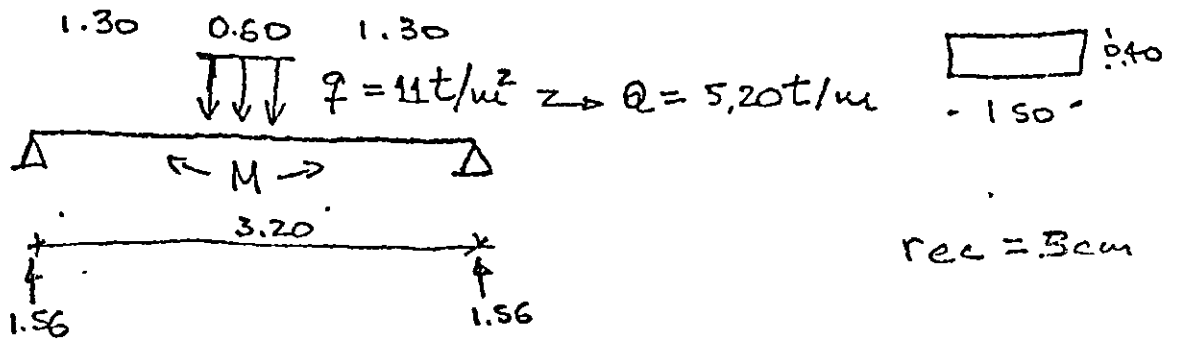 1.30 0.60 1.30
q = 11t/m² → Q = 5,20t/m
0.40
1 50
M
3.20
rec = 5cm
1.56 1.56